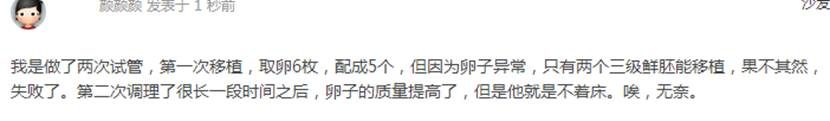 颜颜颜 发表于 1 秒前
沙发
我是做了两次试管，第一次移植，取卵6枚，配成5个，但因为卵子异常，只有两个三级鲜胚能移植，果不其然，
失败了。第二次调理了很长一段时间之后，卵子的质量提高了，但是他就是不着床。唉，无奈。